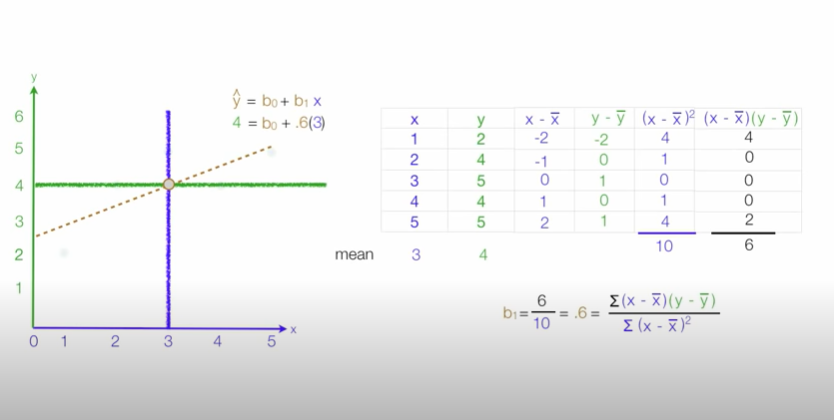 y
6
5
4
3
2
1
0 1 2 3 4 5 x
ŷ = b₀ + b₁ x
4 = b₀ + .6(3)
x y x - x̅ y - y̅ (x - x̅)² (x - x̅)(y - y̅)
1 2 -2 -2 4 4
2 4 -1 0 1 0
3 5 0 1 0 0
4 4 1 0 1 0
5 5 2 1 4 2
10 6
mean 3 4
b₁ = 6/10 = .6 = Σ(x - x̅)(y - y̅) / Σ (x - x̅)²